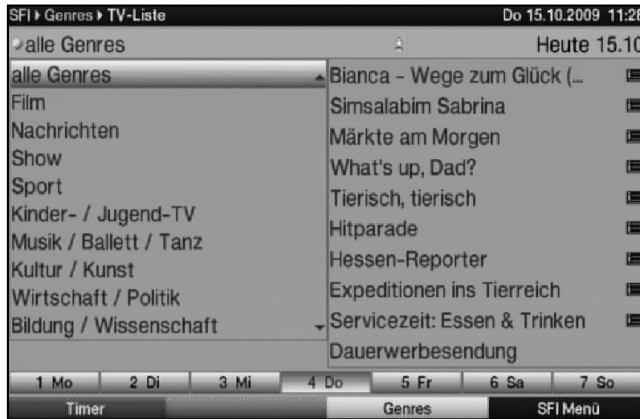 SFI Genres TV-Liste Do 15.10.2009 11:28
alle Genres Heute 15.10
alle Genres
Film
Nachrichten
Show
Sport
Kinder- / Jugend-TV
Musik / Ballett / Tanz
Kultur / Kunst
Wirtschaft / Politik
Bildung / Wissenschaft
Bianca - Wege zum Glück (...
Simsalabim Sabrina
Märkte am Morgen
What's up, Dad?
Tierisch, tierisch
Hitparade
Hessen-Reporter
Expeditionen ins Tierreich
Servicezeit: Essen & Trinken
Dauerwerbesendung
1 Mo 2 Di 3 Mi 4 Do 5 Fr 6 Sa 7 So
Timer Genres SFI Menü